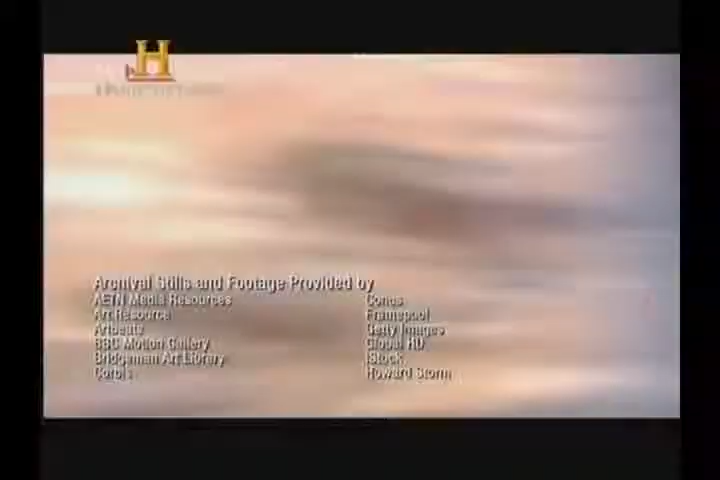 H
Archival Stills and Footage Provided by
AETN Media Resources
Art Resource
Artbeats
BBC Motion Gallery
Bridgeman Art Library
Corbis
Framepool
Getty Images
Global HD
iStock
Howard Storm